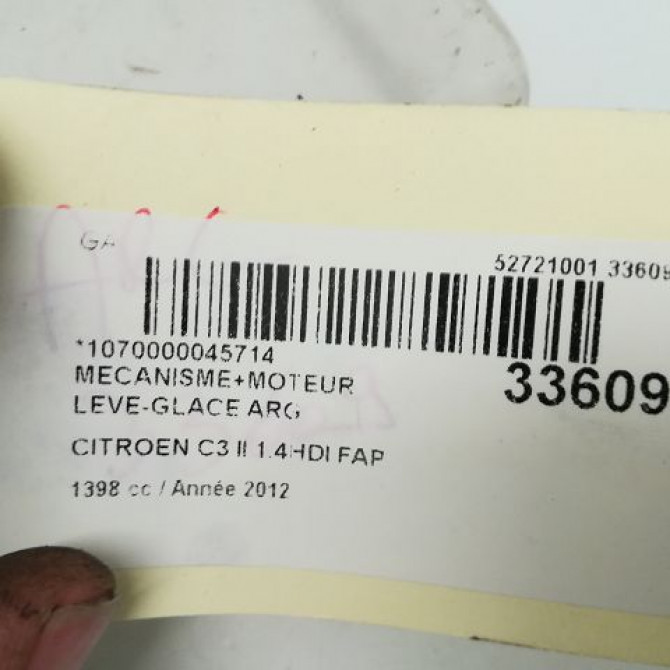 GA
52721001 33609
*1070000045714
33609
MECANISME+MOTEUR
LEVE-GLACE ARG
CITROEN C3 II 1.4HDI FAP
1398 cc / Année 2012